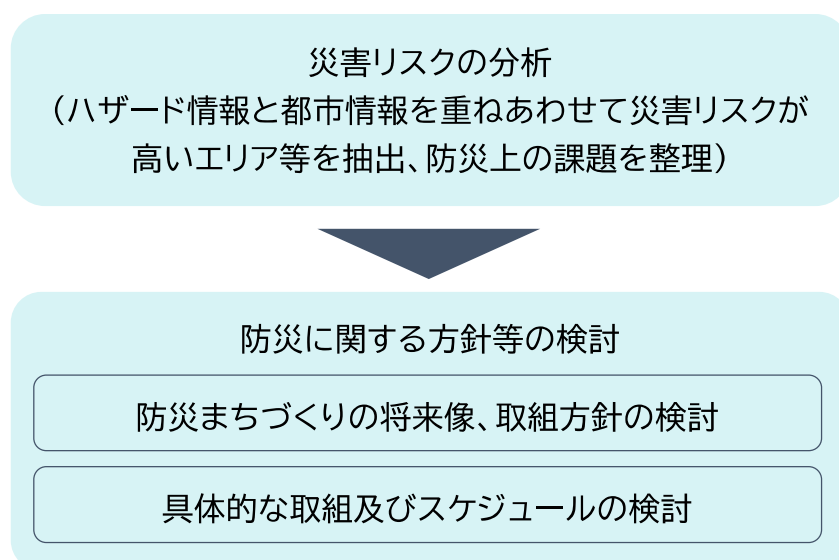 災害リスクの分析
（ハザード情報と都市情報を重ねあわせて災害リスクが
高いエリア等を抽出、防災上の課題を整理）
防災に関する方針等の検討
防災まちづくりの将来像、取組方針の検討
具体的な取組及びスケジュールの検討